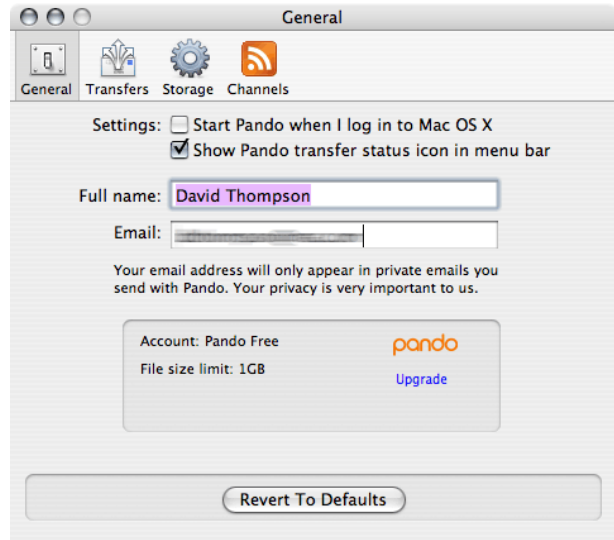 General
General Transfers Storage Channels
Settings: Start Pando when I log in to Mac OS X
Show Pando transfer status icon in menu bar
Full name: David Thompson
Email:
Your email address will only appear in private emails you
send with Pando. Your privacy is very important to us.
Account: Pando Free
pando
File size limit: 1GB
Upgrade
Revert To Defaults